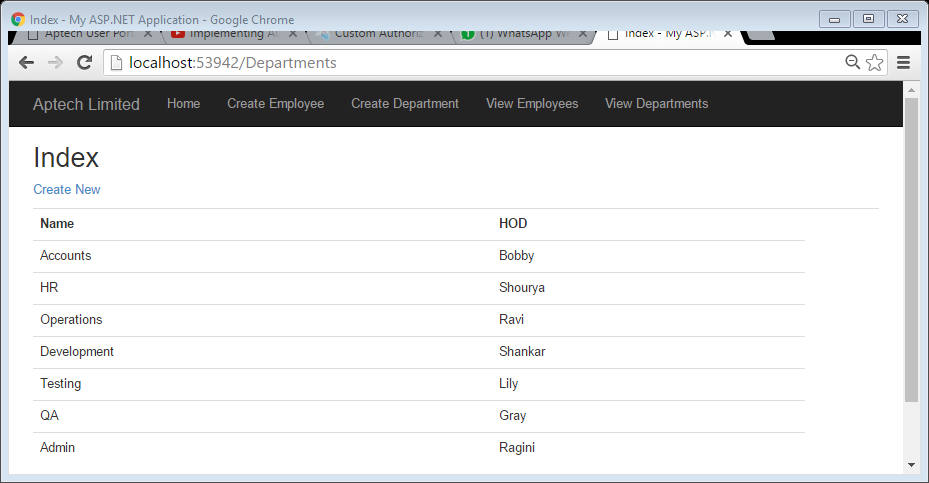 Index - My ASP.NET Application - Google Chrome
Aptech User Port Implementing Custom Authoriz (1) WhatsApp We Index - My ASP.
localhost:53942/Departments
Aptech Limited Home Create Employee Create Department View Employees View Departments
Index
Create New
Name HOD
Accounts Bobby
HR Shourya
Operations Ravi
Development Shankar
Testing Lily
QA Gray
Admin Ragini